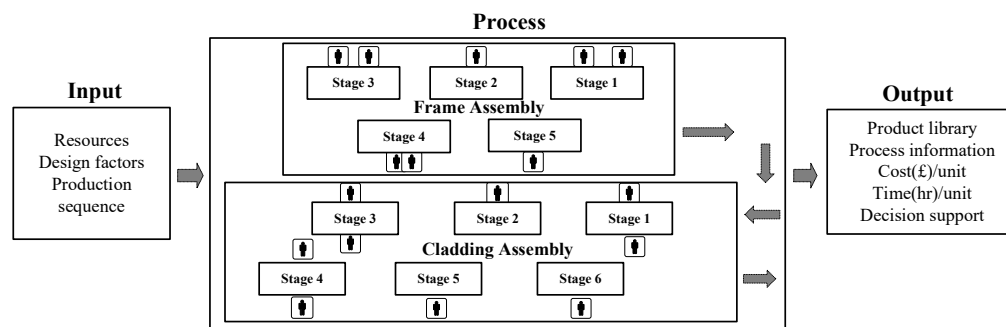 Process
Input
Output
Stage 3
Stage 2
Stage 1
Frame Assembly
Stage 4
Stage 5
Resources
Design factors
Production
sequence
Stage 3
Stage 2
Stage 1
Cladding Assembly
Stage 4
Stage 5
Stage 6
Product library
Process information
Cost(£)/unit
Time(hr)/unit
Decision support